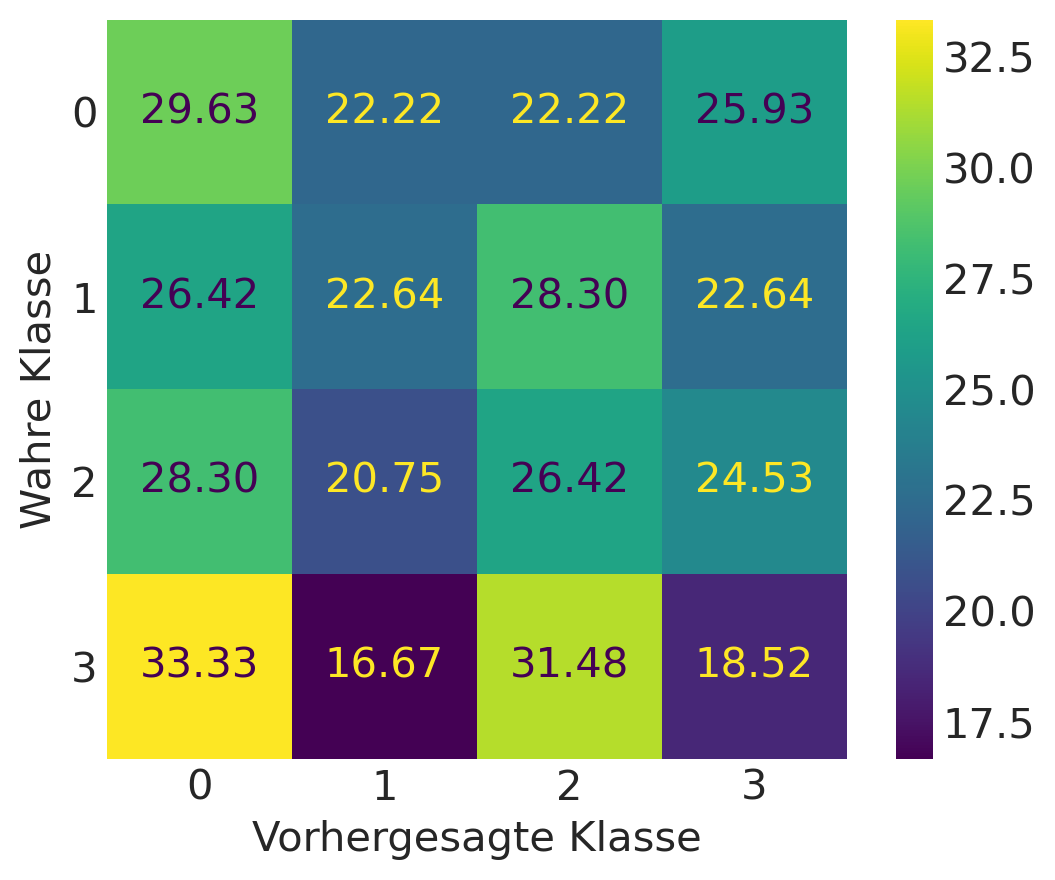 0 29.63 22.22 22.22 25.93
1 26.42 22.64 28.30 22.64
2 28.30 20.75 26.42 24.53
3 33.33 16.67 31.48 18.52
0 1 2 3
Vorhergesagte Klasse
Wahre Klasse
32.5
30.0
27.5
25.0
22.5
20.0
17.5